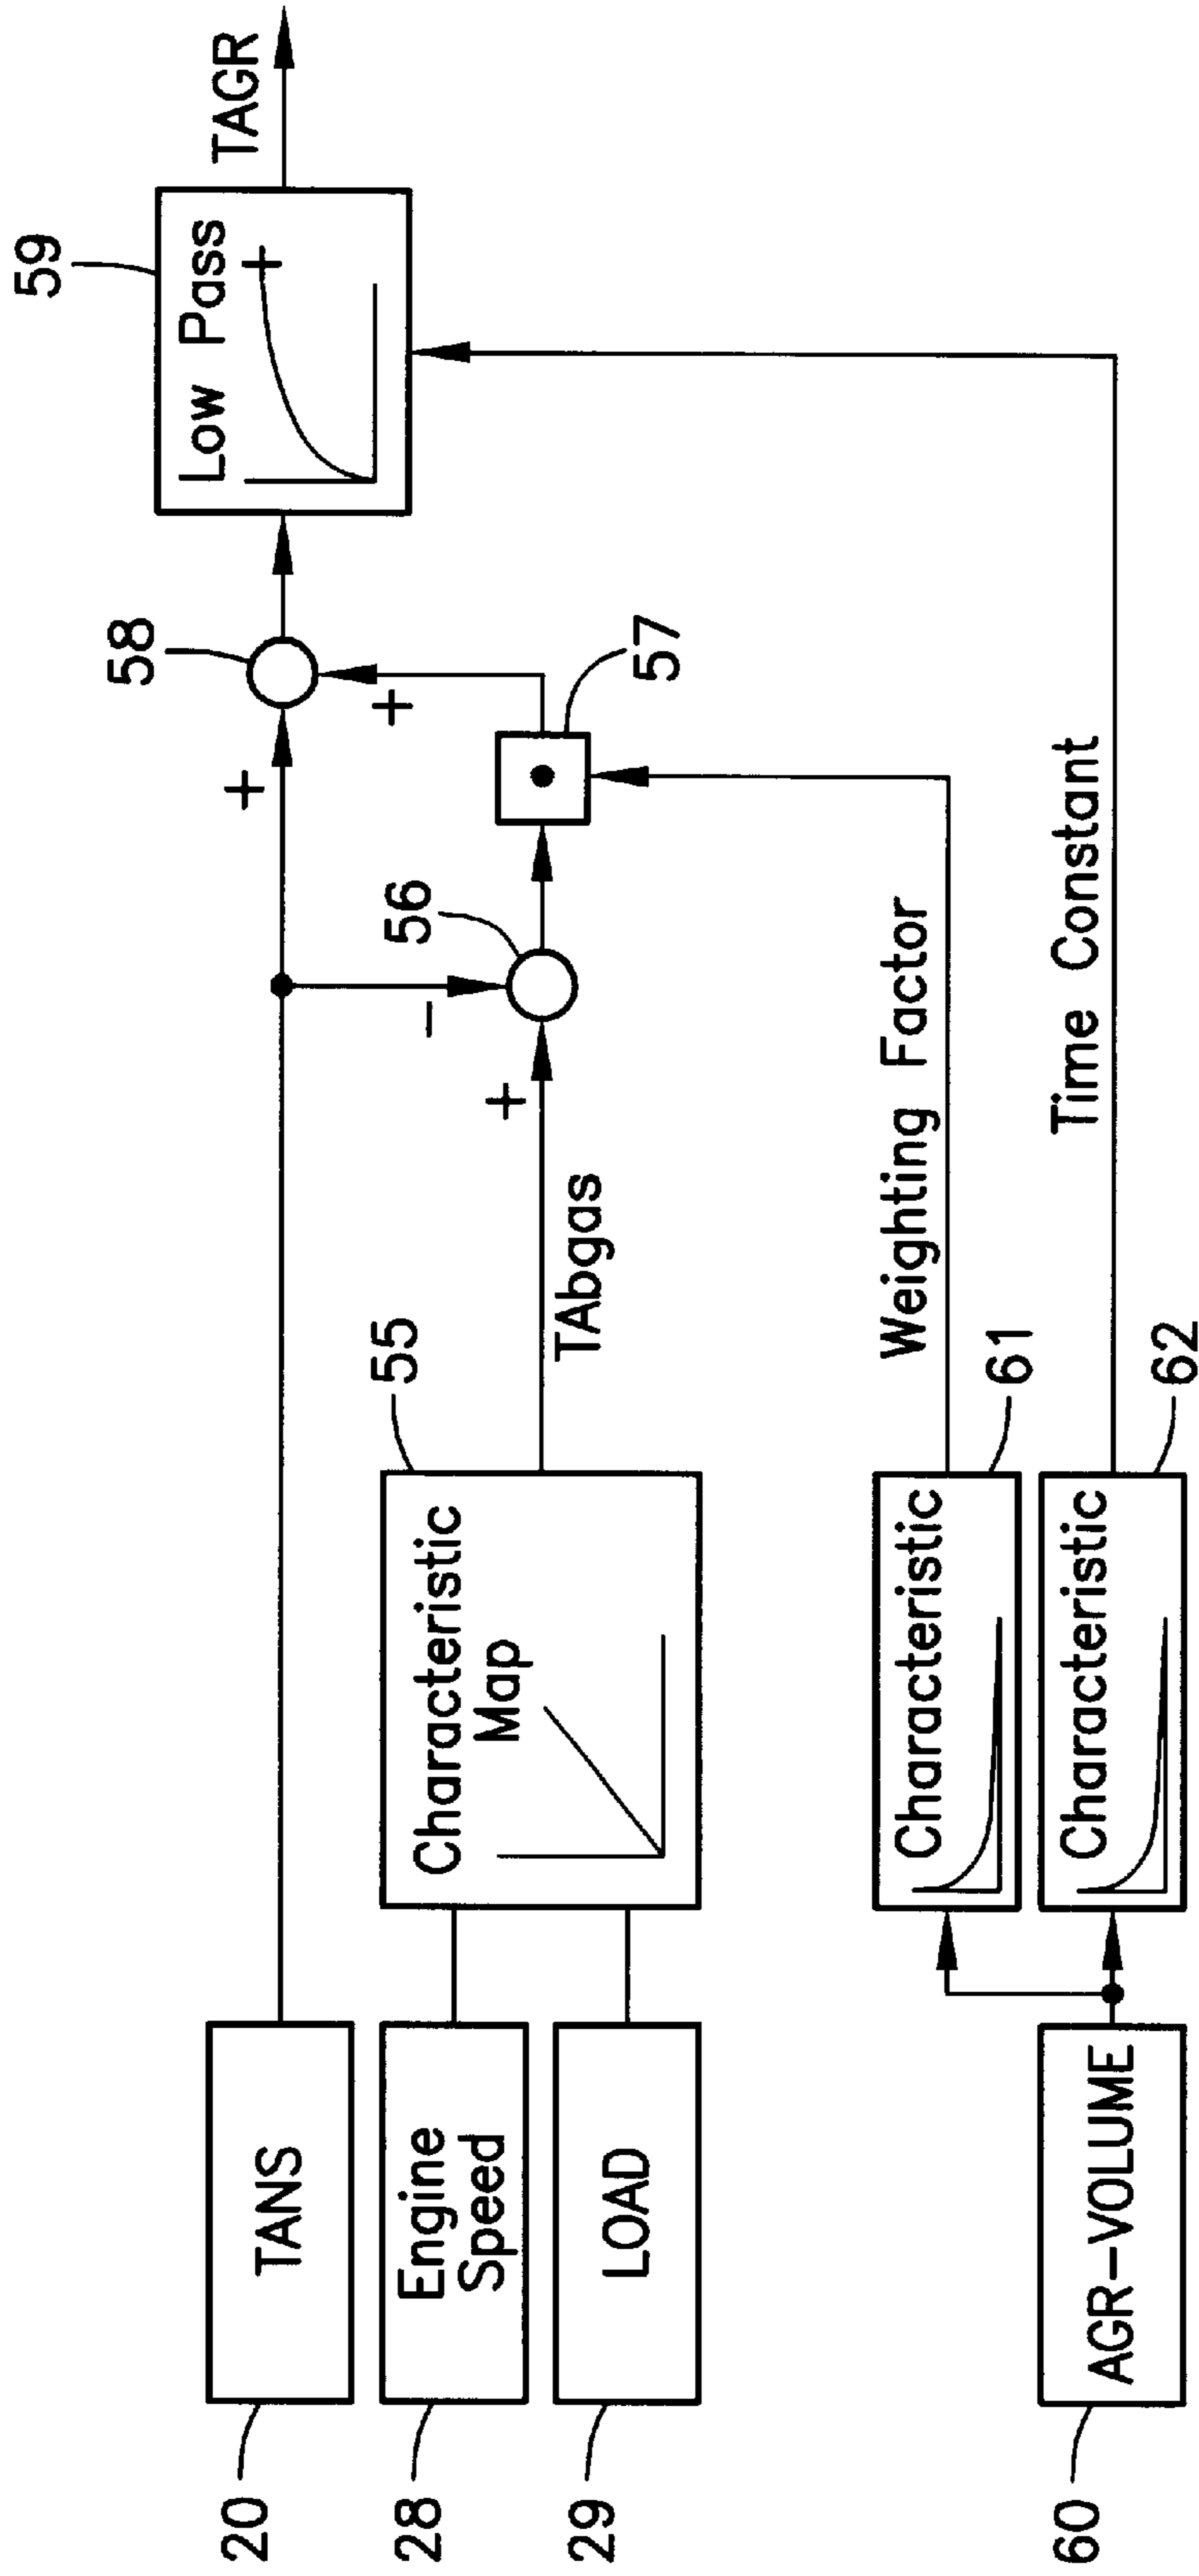 59
Low Pass
TAGR
58
+
+
57
56
-
+
TANS
20
Engine
Speed
28
LOAD
29
Characteristic
Map
55
TAbgas
Weighting Factor
Time Constant
Characteristic
61
Characteristic
62
AGR-VOLUME
60